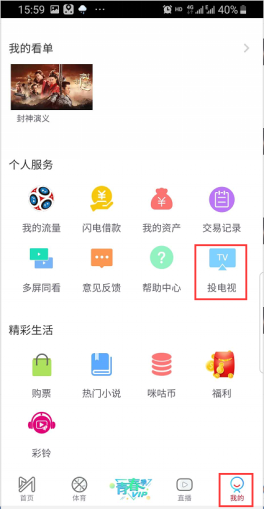 15:59 HD 4G 40%
我的看单
封神演义
个人服务
我的流量 闪电借款 我的资产 交易记录
TV
多屏同看 意见反馈 帮助中心 投电视
精彩生活
购票 热门小说 咪咕币 福利
彩铃
首页 体育 青春 VIP 直播 我的